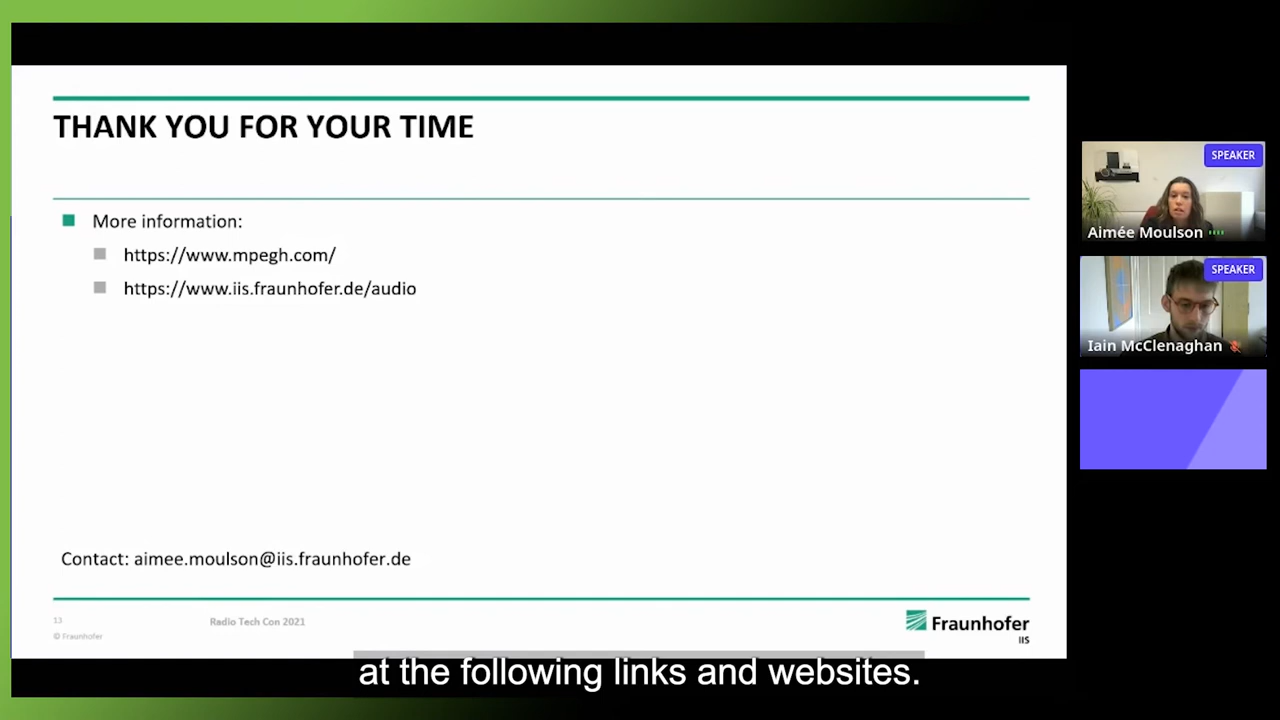 THANK YOU FOR YOUR TIME
More information:
https://www.mpegh.com/
https://www.iis.fraunhofer.de/audio
Contact: aimee.moulson@iis.fraunhofer.de
13
© Fraunhofer
Radio Tech Con 2021
Fraunhofer
IIS
SPEAKER
Aimée Moulson
SPEAKER
Iain McClenaghan
at the following links and websites.